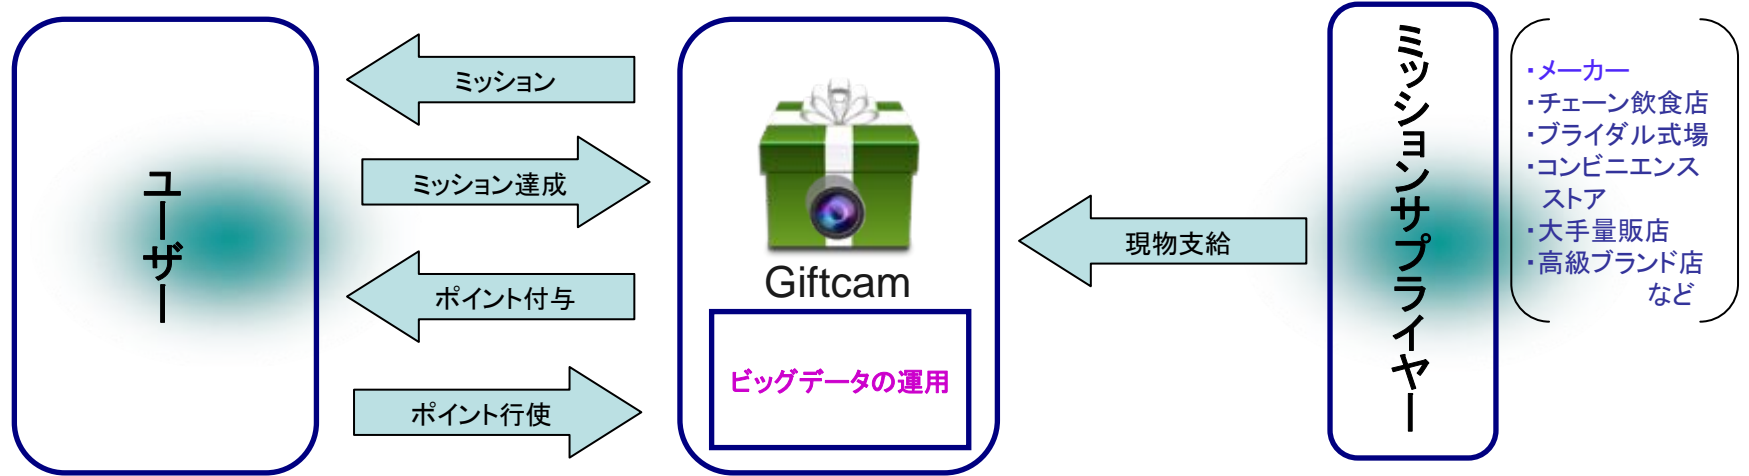 ユーザー
ミッション
ミッション達成
ポイント付与
ポイント行使
Giftcam
ビッグデータの運用
現物支給
ミッションサプライヤー
・メーカー
・チェーン飲食店
・ブライダル式場
・コンビニエンス
ストア
・大手量販店
・高級ブランド店
など